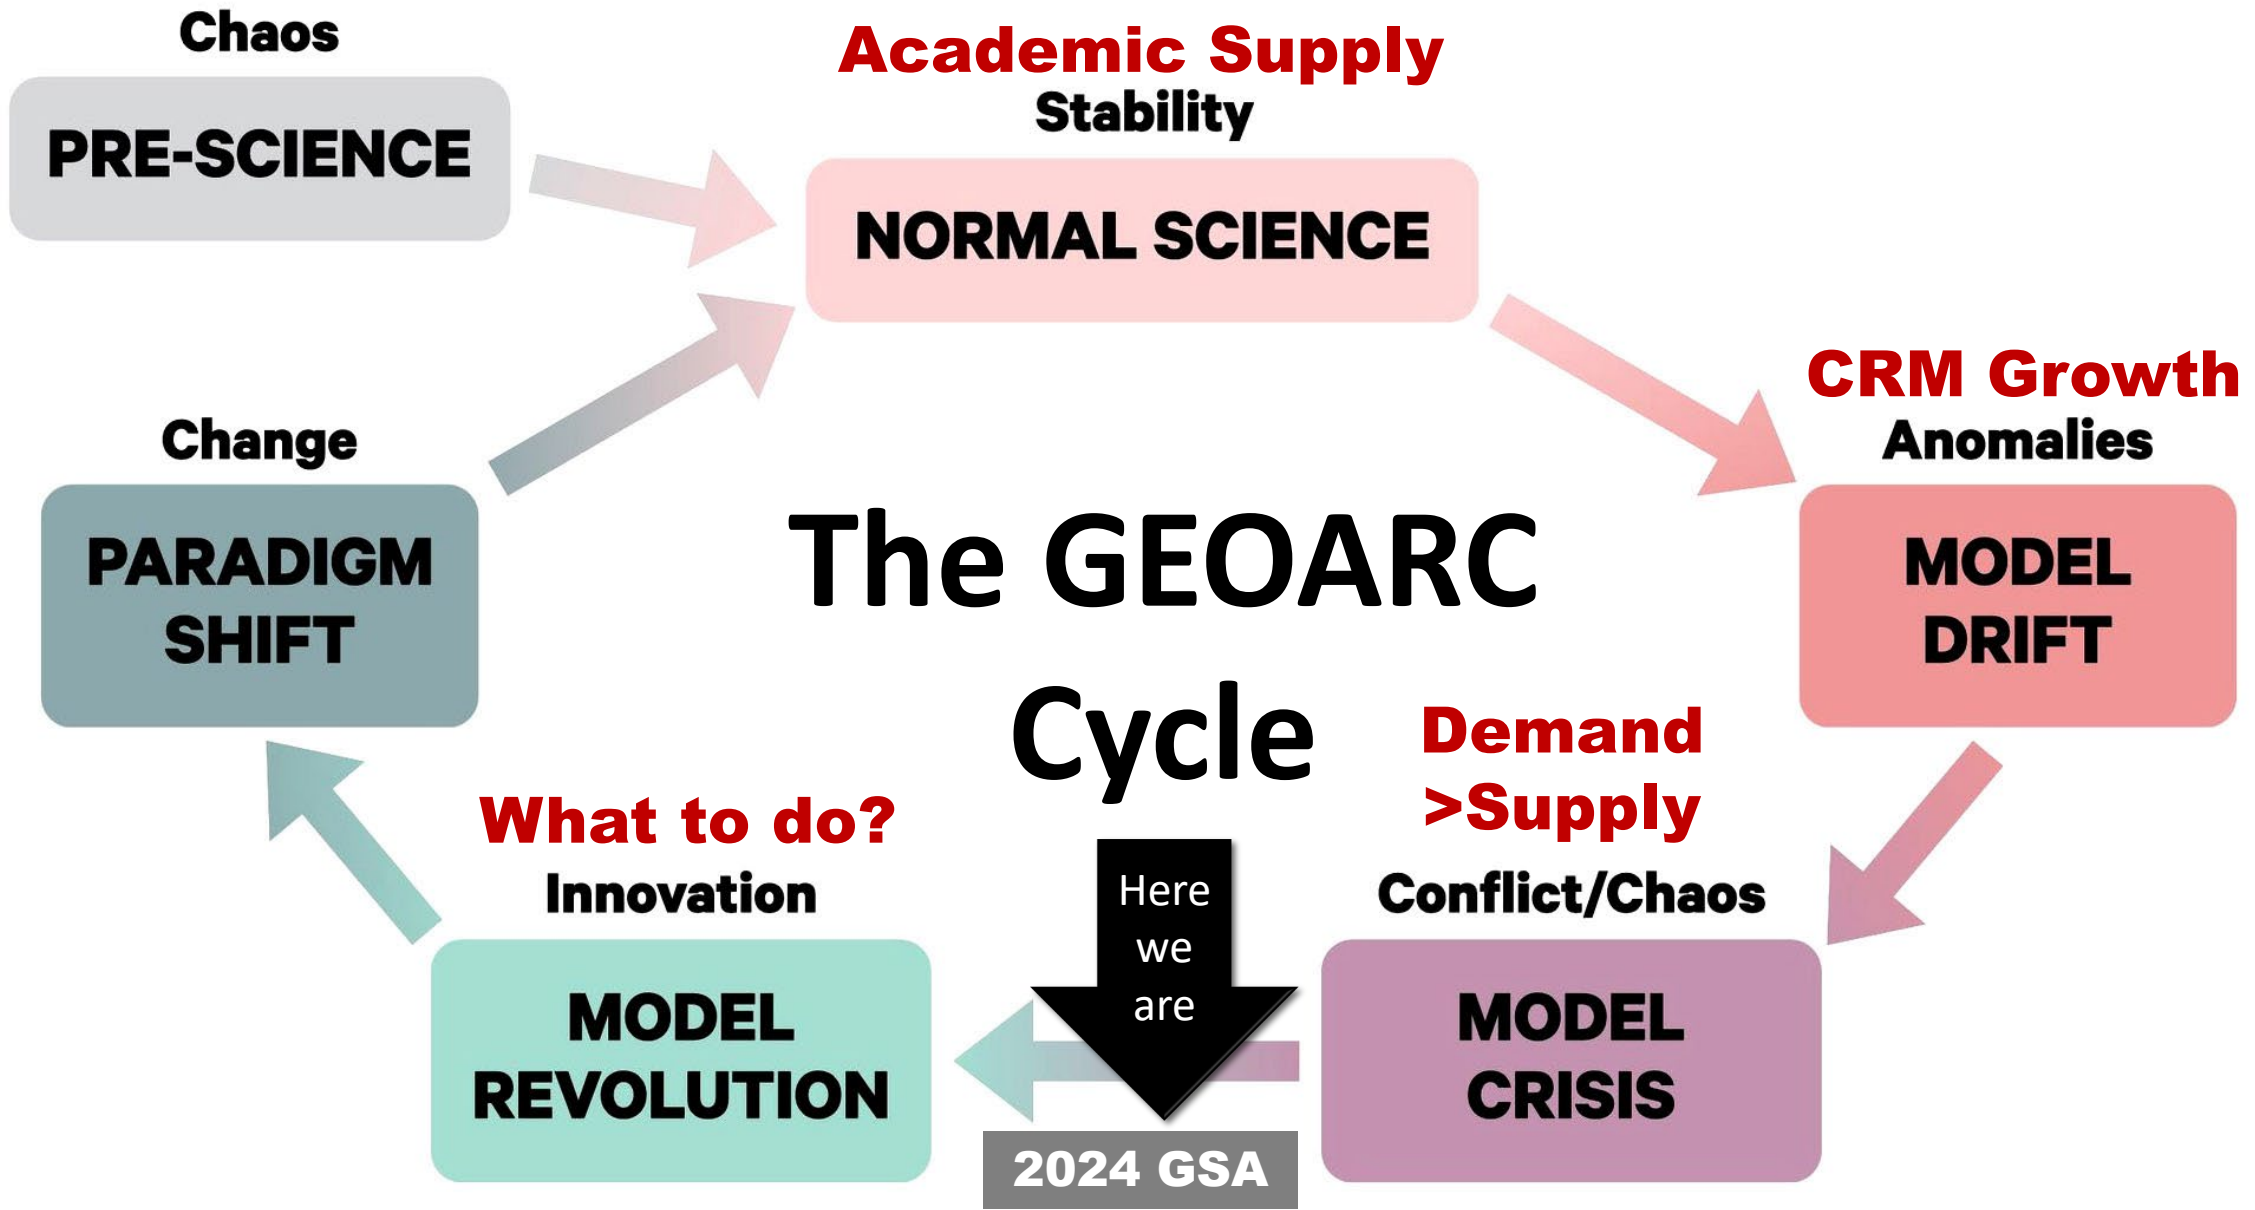 Chaos
PRE-SCIENCE
Academic Supply
Stability
NORMAL SCIENCE
CRM Growth
Anomalies
MODEL
DRIFT
Change
PARADIGM
SHIFT
The GEOARC
Cycle
Demand
>Supply
Conflict/Chaos
MODEL
CRISIS
Here
we
are
2024 GSA
What to do?
Innovation
MODEL
REVOLUTION